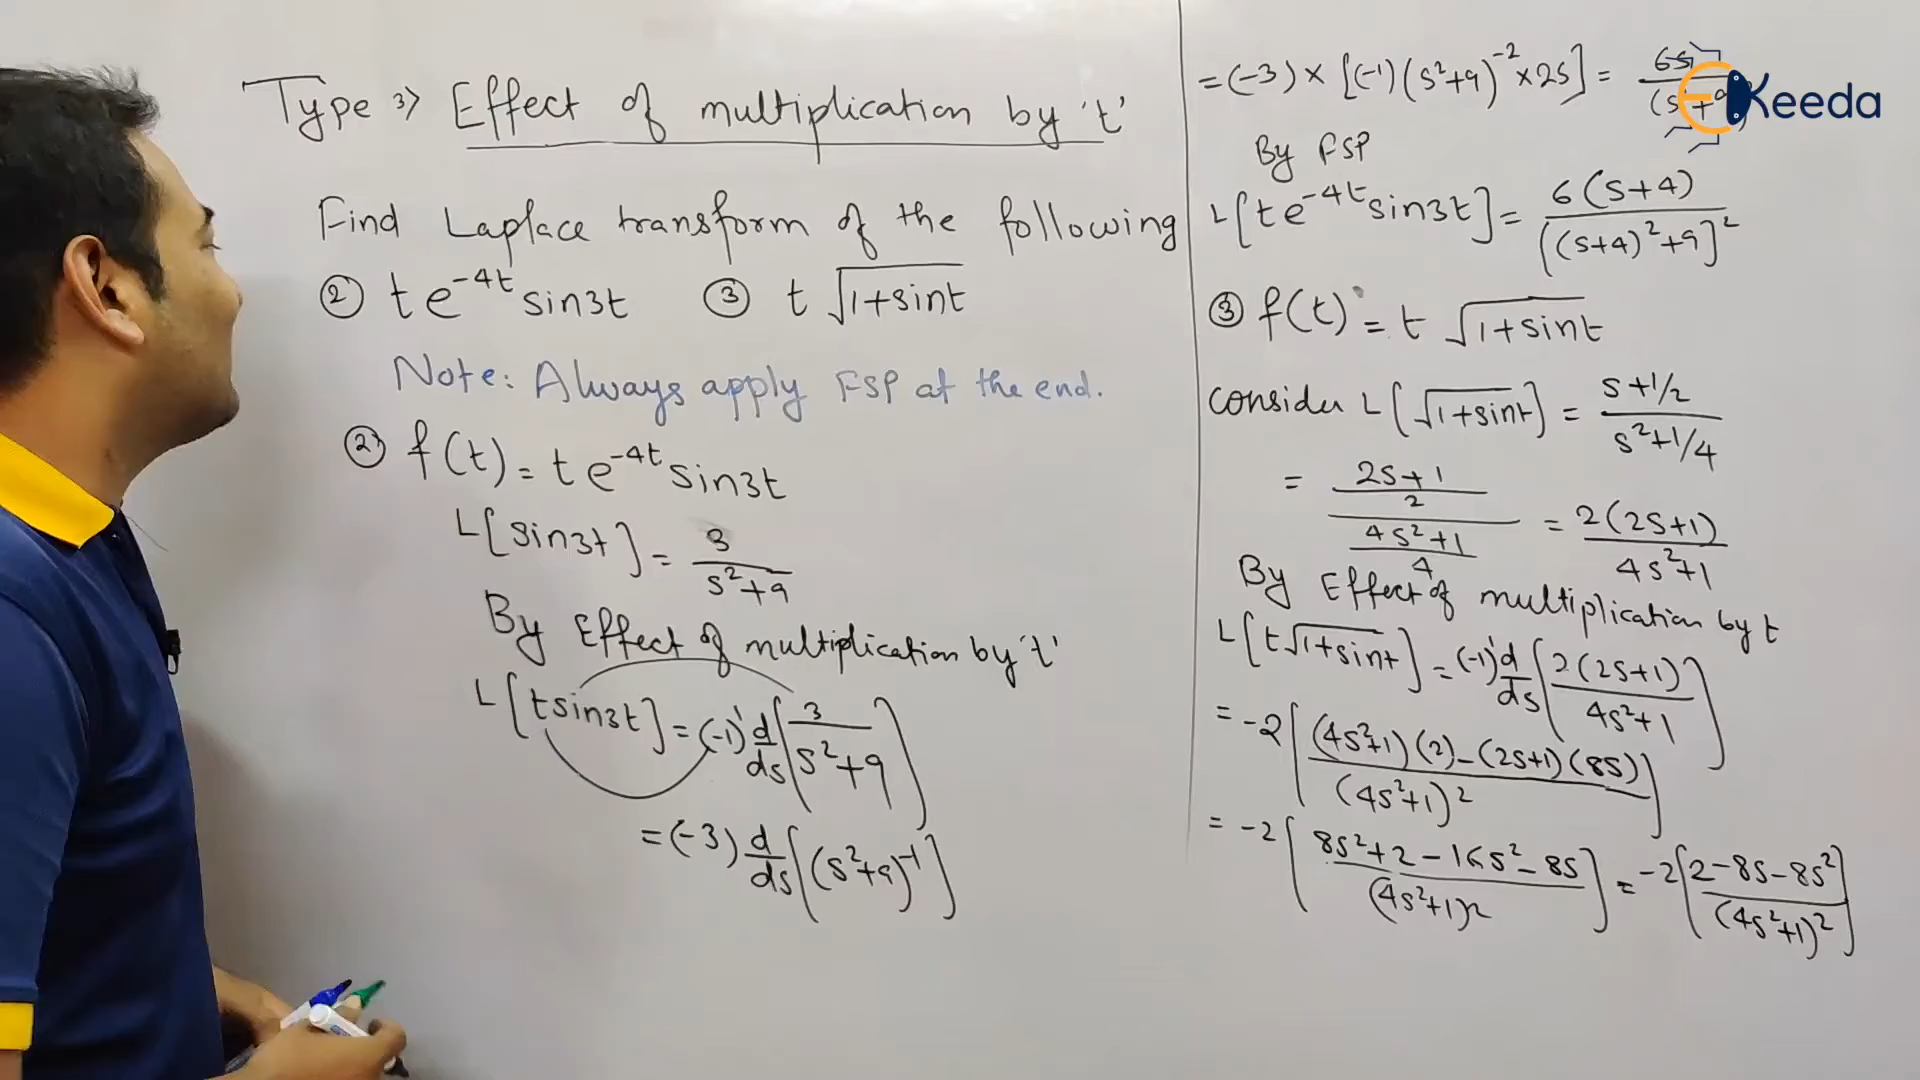 Type 3) Effect of multiplication by 't'
Find Laplace transform of the following
② te^{-4t} sin3t ③ t √(1+sint)
Note: Always apply FSP at the end.
② f(t) = te^{-4t} sin3t
L[sin3t] = 3/(s²+9)
By Effect of multiplication by 't'
L[tsin3t] = (-1)^1 d/ds [3/(s²+9)]
= (-3) d/ds [(s²+9)^{-1}]
= (-3) × [(-1)(s²+9)^{-2} × 2s] = 6s
By FSP
L[te^{-4t} sin3t] = 6(s+4)/[(s+4)²+9]²
③ f(t) = t √(1+sint)
consider L[√(1+sint)] = (s+1/2)/(s²+1/4)
= ((2s+1)/2)/((4s²+1)/4) = 2(2s+1)/(4s²+1)
By Effect of multiplication by t
L[t√(1+sint)] = (-1)^1 d/ds [2(2s+1)/(4s²+1)]
= -2[((4s²+1)(2)-(2s+1)(8s))/(4s²+1)²]
= -2[(8s²+2-16s²-8s)/(4s²+1)²] = -2[(2-8s-8s²)/(4s²+1)²]
Keeda